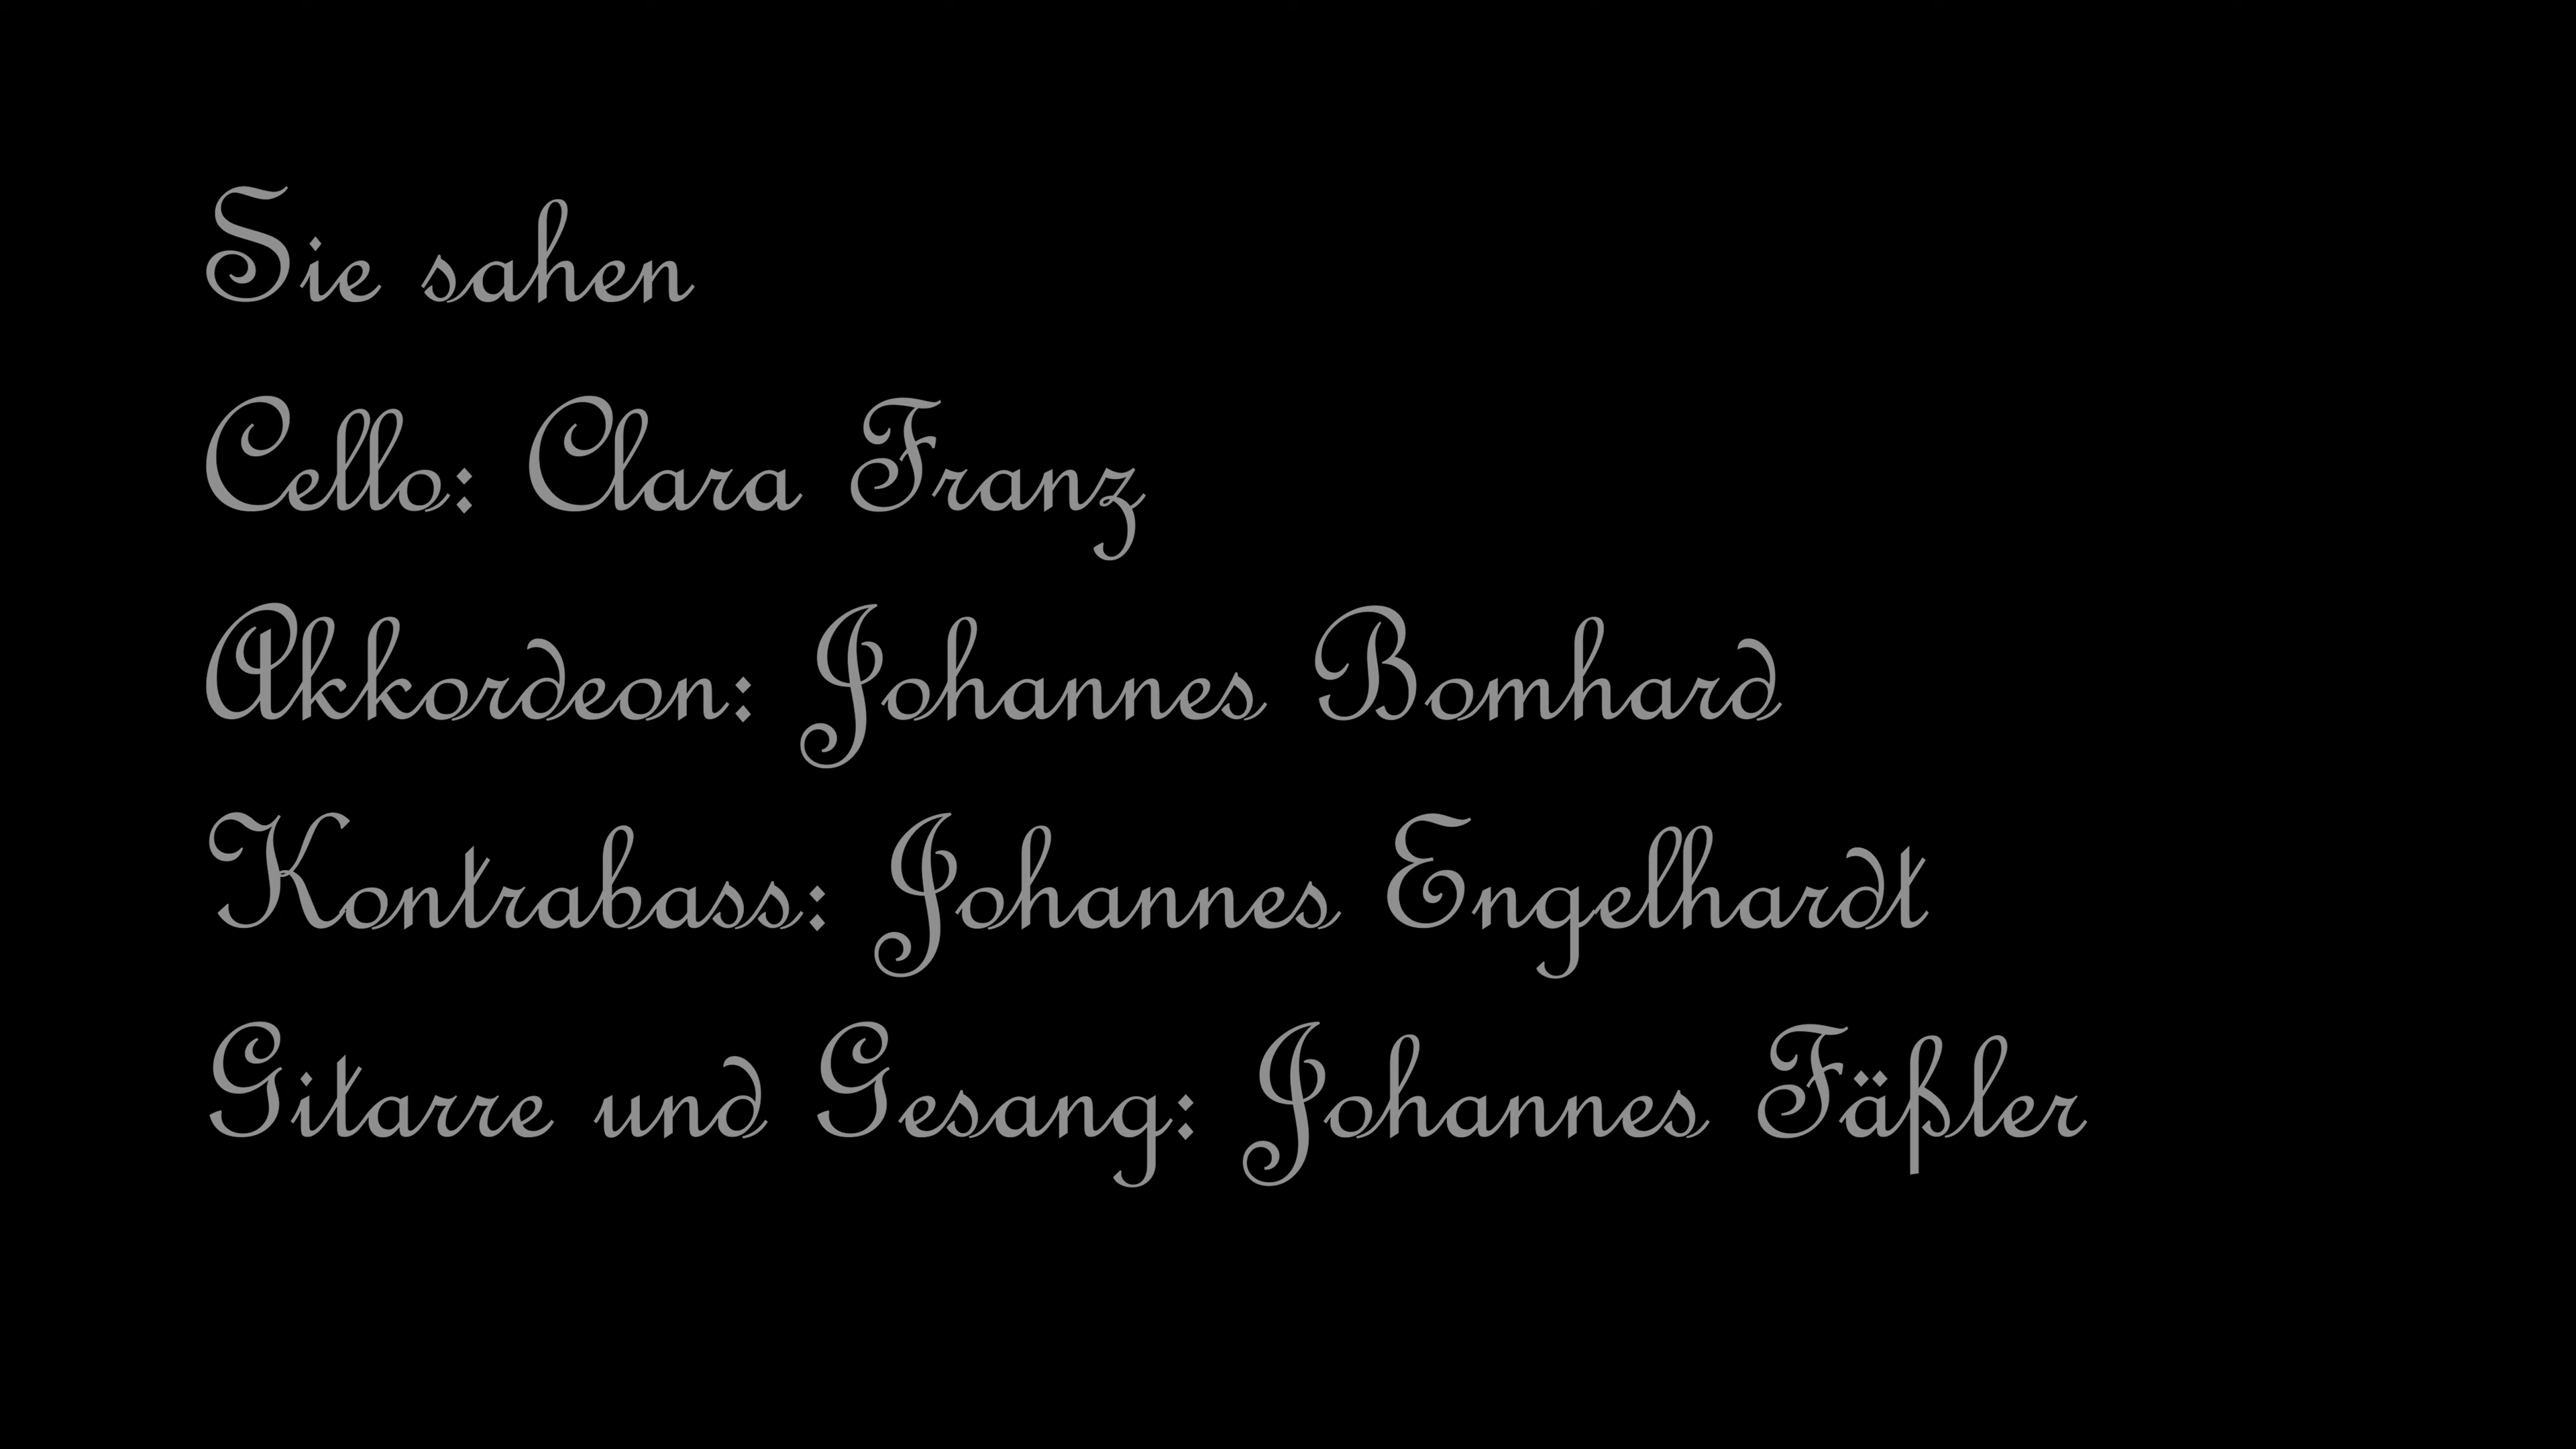 Sie sahen
Cello: Clara Franz
Akkordeon: Johannes Bomhard
Kontrabass: Johannes Engelhardt
Gitarre und Gesang: Johannes Fäßler